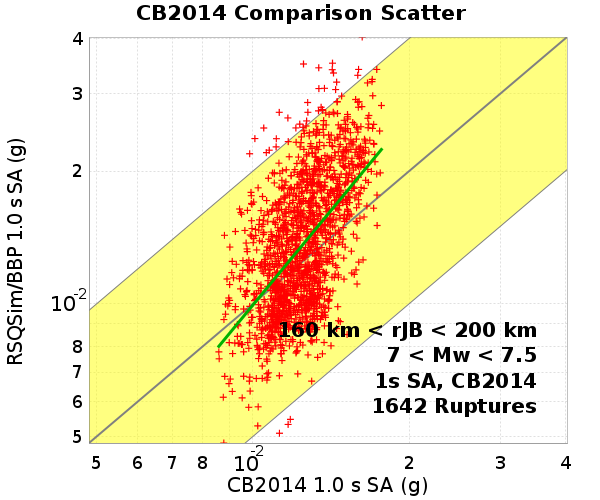 CB2014 Comparison Scatter
RSQSim/BBP 1.0 s SA (g)
4
3
2
10-2
8
7
6
5
160 km < rJB < 200 km
7 < Mw < 7.5
1s SA, CB2014
1642 Ruptures
5 6 7 8 10-2 2 3 4
CB2014 1.0 s SA (g)